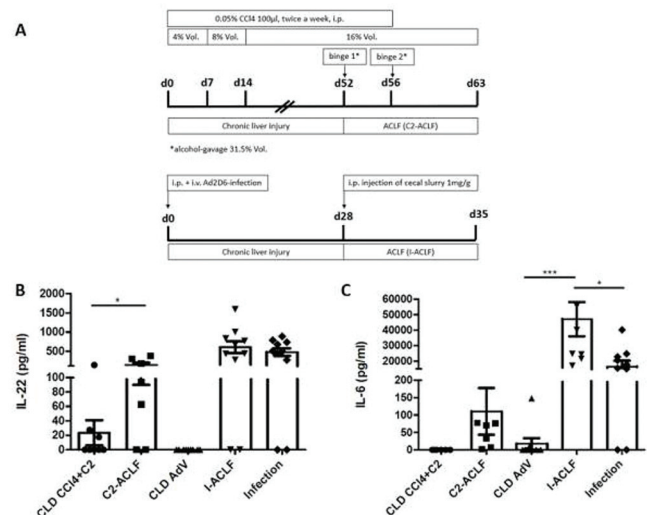 A
0.05% CCl4 100µl, twice a week, i.p.
4% Vol. 8% Vol. 16% Vol.
binge 1* binge 2*
d0 d7 d14 d52 d56 d63
Chronic liver injury ACLF (C2-ACLF)
*alcohol-gavage 31.5% Vol.
i.p. + i.v. Ad2D6-infection i.p. injection of cecal slurry 1mg/g
d0 d28 d35
Chronic liver injury ACLF (I-ACLF)
B
IL-22 (pg/ml)
2000
1500
1000
500
100
80
60
40
20
0
*
CLD CCl4+C2
C2-ACLF
CLD AdV
I-ACLF
Infection
C
IL-6 (pg/ml)
60000
50000
40000
30000
20000
10000
200
150
100
50
0
***
*
CLD CCl4+C2
C2-ACLF
CLD AdV
I-ACLF
Infection